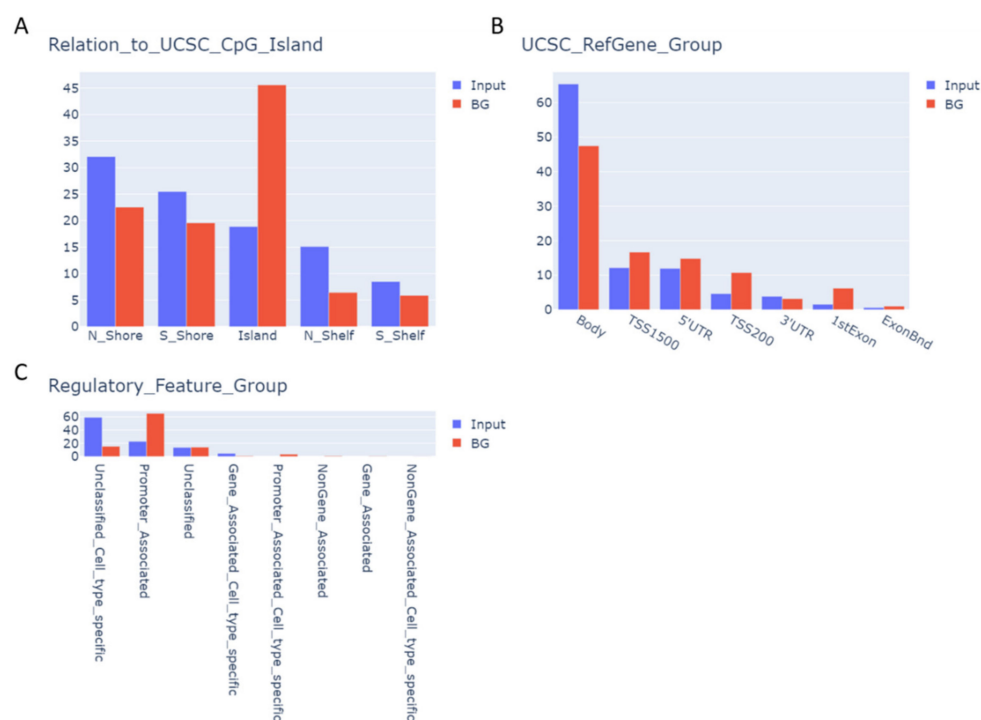 A
Relation_to_UCSC_CpG_Island
45
40
35
30
25
20
15
10
5
0
N_Shore S_Shore Island N_Shelf S_Shelf
Input
BG
B
UCSC_RefGene_Group
60
50
40
30
20
10
0
Body TSS1500 5'UTR TSS200 3'UTR 1stExon ExonBnd
Input
BG
C
Regulatory_Feature_Group
60
40
20
0
Unclassified_Cell_type_specific
Promoter_Associated
Unclassified
Gene_Associated_Cell_type_specific
Promoter_Associated_Cell_type_specific
NonGene_Associated
Gene_Associated
NonGene_Associated_Cell_type_specific
Input
BG